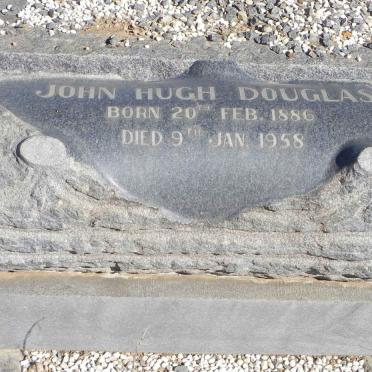 JOHN HUGH DOUGLAS
BORN 20TH FEB. 1886
DIED 9TH JAN 1958